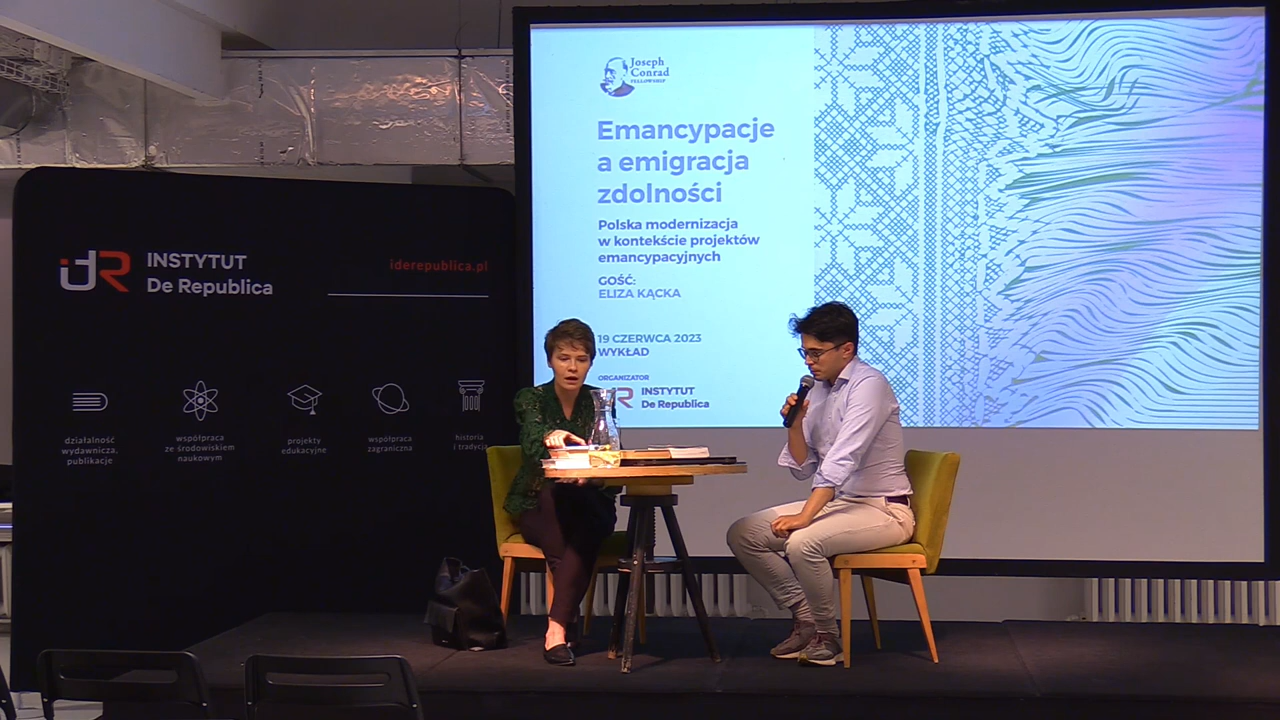 Joseph
Conrad
FELLOWSHIP
Emancypacje
a emigracja
zdolności
Polska modernizacja
w kontekście projektów
emancypacyjnych
GOŚĆ:
ELIZA KĄCKA
19 CZERWCA 2023
WYKŁAD
ORGANIZATOR
INSTYTUT
De Republica
iDR
INSTYTUT
De Republica
iderepublica.pl
działalność
wydawnicza,
publikacje
współpraca
ze środowiskiem
naukowym
projekty
edukacyjne
współpraca
zagraniczna
historia
i tradycja